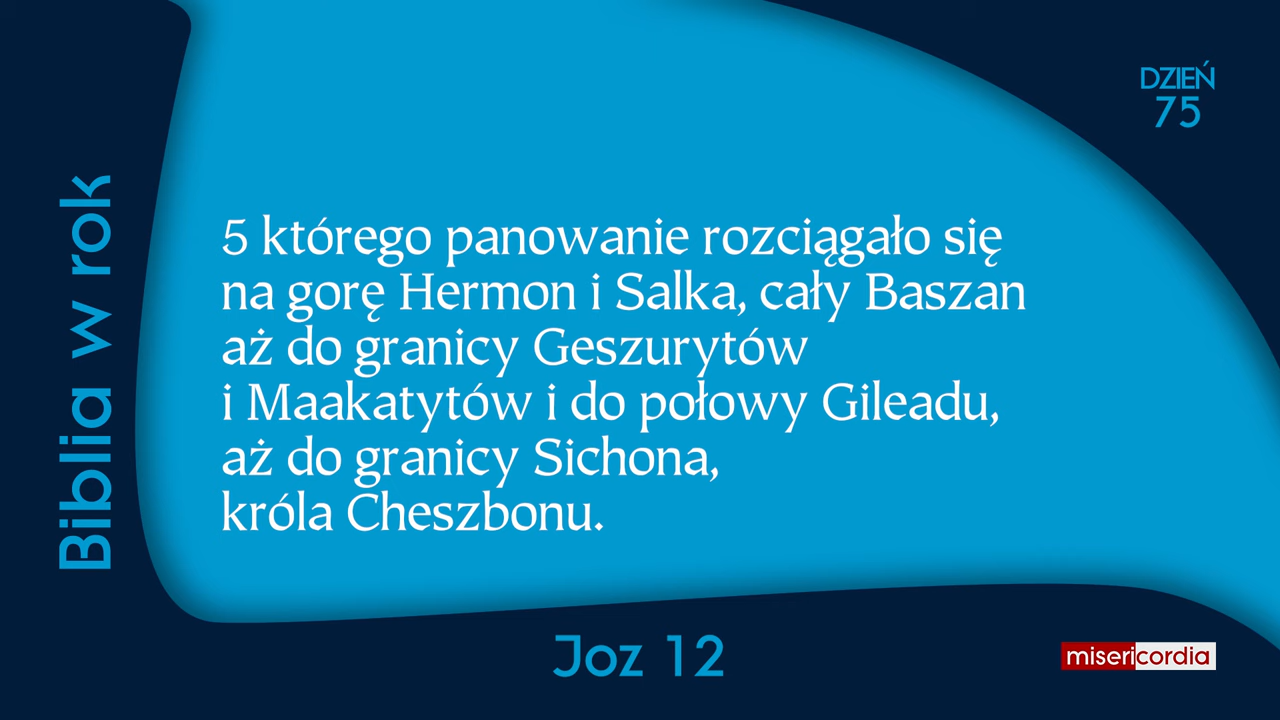 DZIEŃ
75
Biblia w rok
5 którego panowanie rozciągało się
na gorę Hermon i Salka, cały Baszan
aż do granicy Geszurytów
i Maakatytów i do połowy Gileadu,
aż do granicy Sichona,
króla Cheszbonu.
Joz 12
misericordia